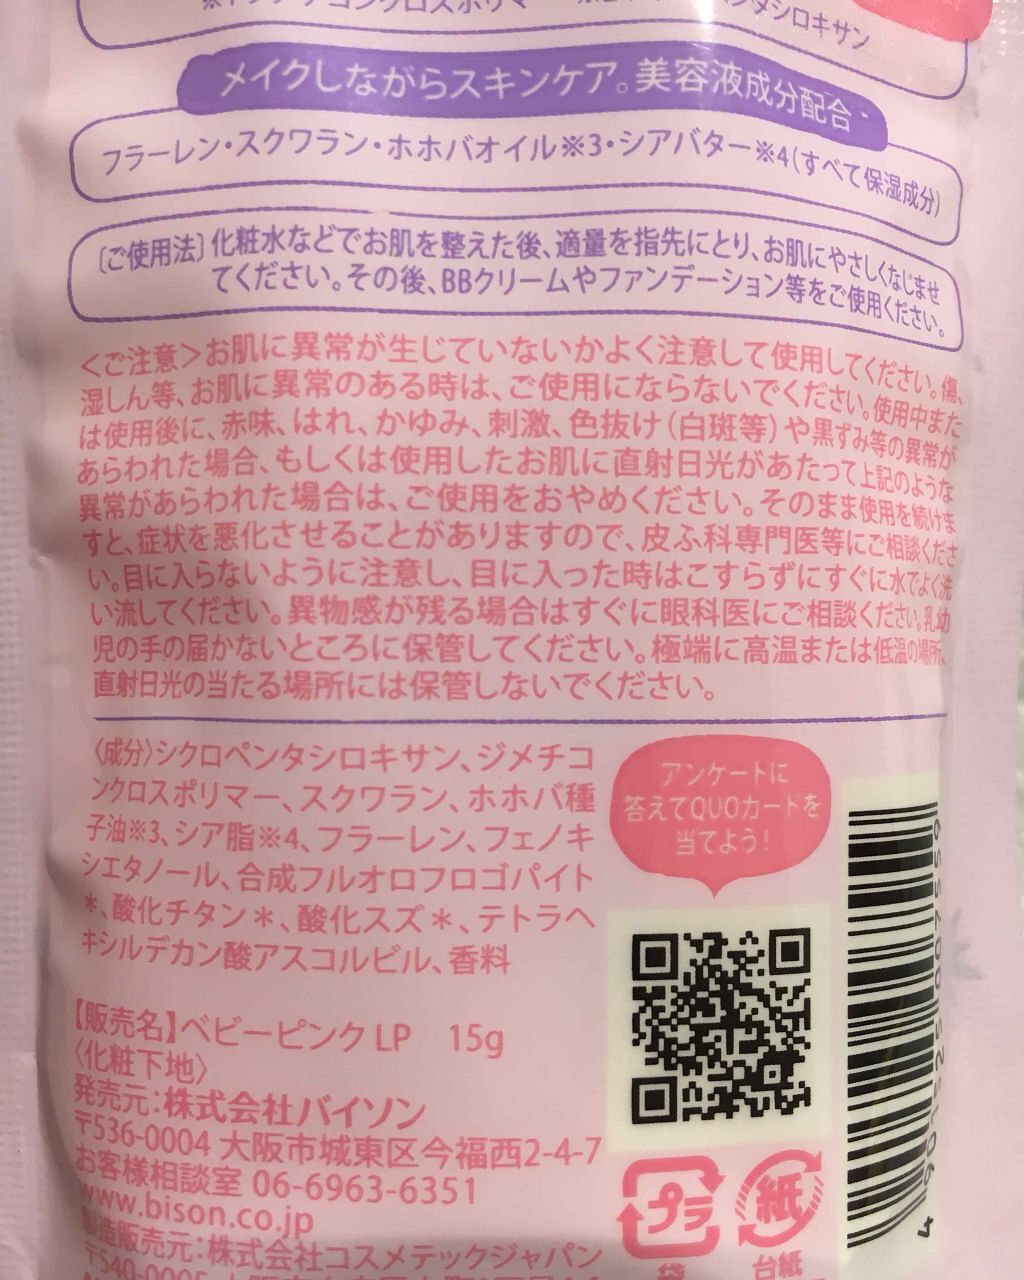 シロキサン
メイクしながらスキンケア。美容液成分配合
フラーレン・スクワラン・ホホバオイル※3・シアバター※4(すべて保湿成分)
〔ご使用法〕化粧水などでお肌を整えた後、適量を指先にとり、お肌にやさしくなじませ
てください。その後、BBクリームやファンデーション等をご使用ください。
＜ご注意＞お肌に異常が生じていないかよく注意して使用してください。傷、
湿しん等、お肌に異常のある時は、ご使用にならないでください。使用中また
は使用後に、赤味、はれ、かゆみ、刺激、色抜け(白斑等)や黒ずみ等の異常が
あらわれた場合、もしくは使用したお肌に直射日光があたって上記のような
異常があらわれた場合は、ご使用をおやめください。そのまま使用を続けま
すと、症状を悪化させることがありますので、皮ふ科専門医等にご相談くださ
い。目に入らないように注意し、目に入った時はこすらずにすぐに水でよく洗
い流してください。異物感が残る場合はすぐに眼科医にご相談ください。乳幼
児の手の届かないところに保管してください。極端に高温または低温の場所、
直射日光の当たる場所には保管しないでください。
〈成分〉シクロペンタシロキサン、ジメチコ
ンクロスポリマー、スクワラン、ホホバ種
子油※3、シア脂※4、フラーレン、フェノキ
シエタノール、合成フルオロフロゴパイト
＊、酸化チタン＊、酸化スズ＊、テトラヘ
キシルデカン酸アスコルビル、香料
アンケートに
答えてQUOカードを
当てよう！
【販売名】ベビーピンク LP 15g
〈化粧下地〉
発売元：株式会社バイソン
〒536-0004 大阪市城東区今福西2-4-7
お客様相談室 06-6963-6351
www.bison.co.jp
製造販売元：株式会社コスメテックジャパン
〒540-0005
プラ
袋
紙
台紙